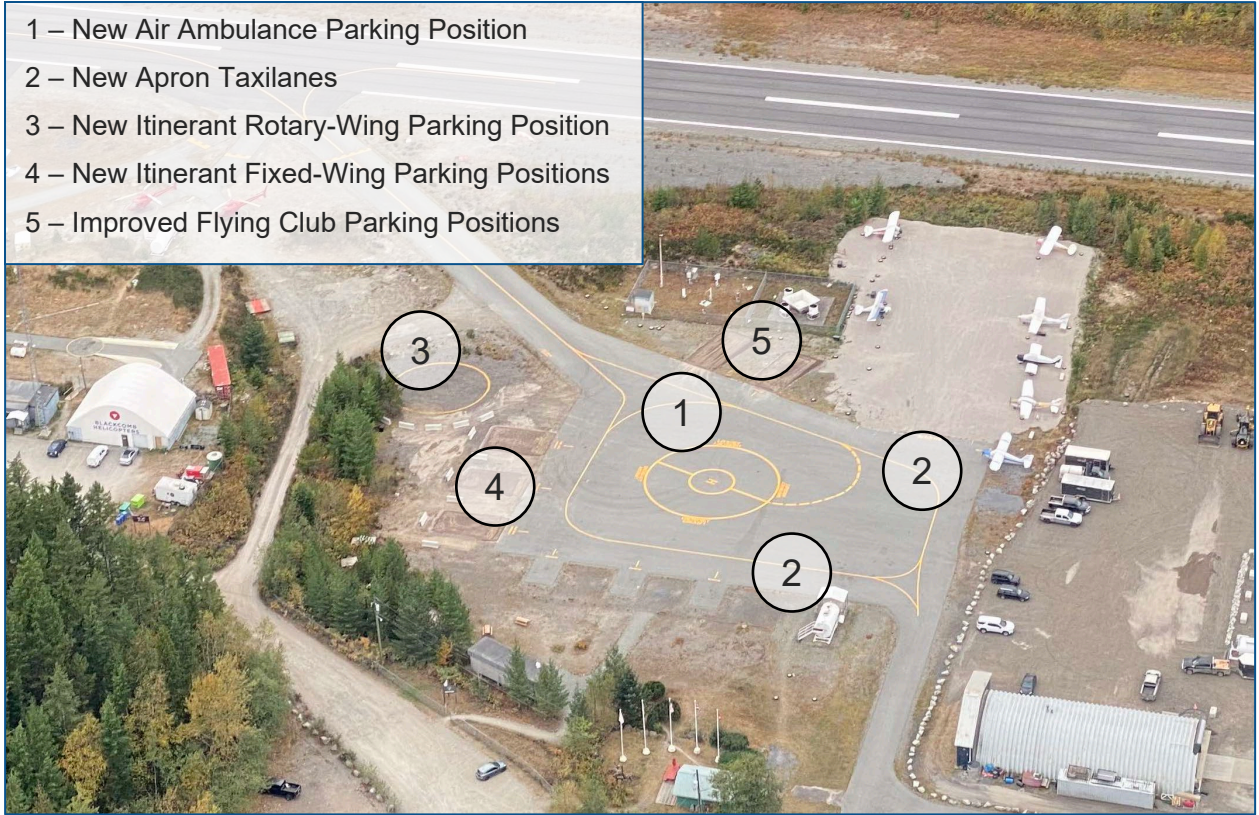 1 – New Air Ambulance Parking Position
2 – New Apron Taxilanes
3 – New Itinerant Rotary-Wing Parking Position
4 – New Itinerant Fixed-Wing Parking Positions
5 – Improved Flying Club Parking Positions
3
5
1
2
4
2
H
BLACKCOMB
HELICOPTERS